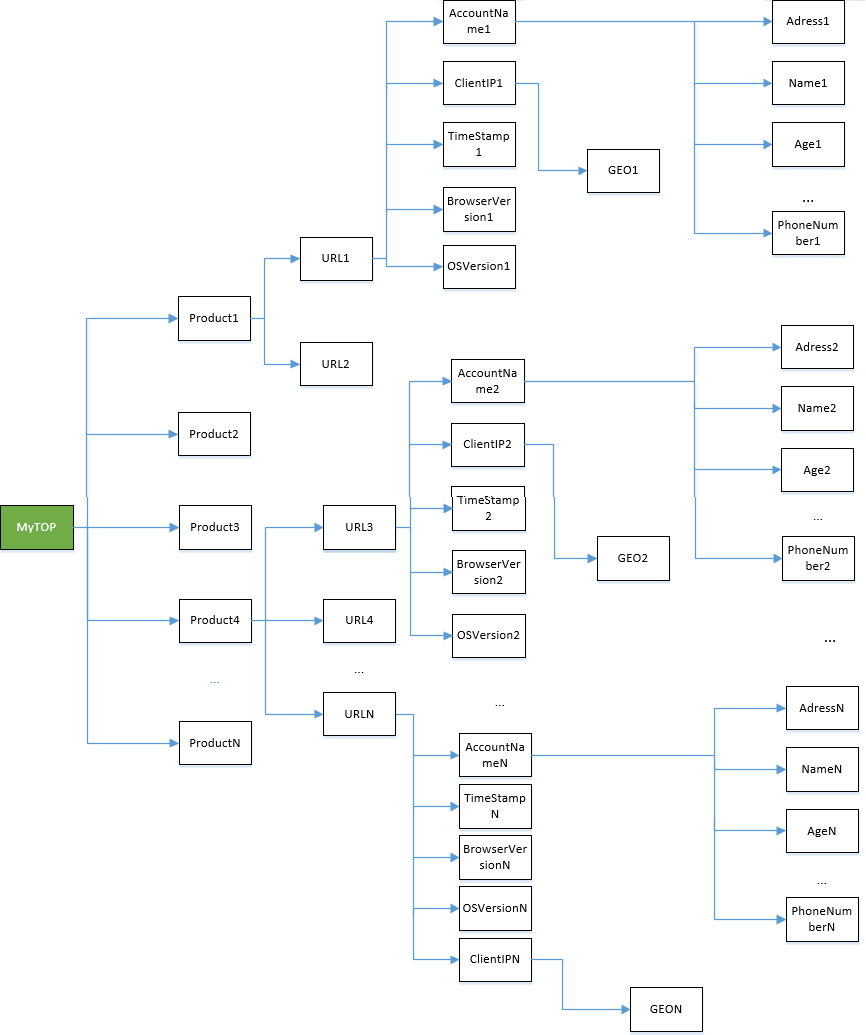 AccountNa
me1
Adress1
ClientIP1
Name1
TimeStamp
1
Age1
GEO1
...
BrowserVer
sion1
PhoneNum
ber1
URL1
OSVersion1
Product1
Adress2
URL2
AccountNa
me2
Name2
Product2
ClientIP2
Age2
TimeStamp
2
...
MyTOP
Product3
URL3
GEO2
PhoneNum
ber2
BrowserVer
sion2
Product4
URL4
OSVersion2
...
...
...
...
AdressN
URLN
ProductN
AccountNa
meN
NameN
TimeStamp
N
AgeN
BrowserVer
sionN
...
OSVersionN
PhoneNum
berN
ClientIPN
GEON